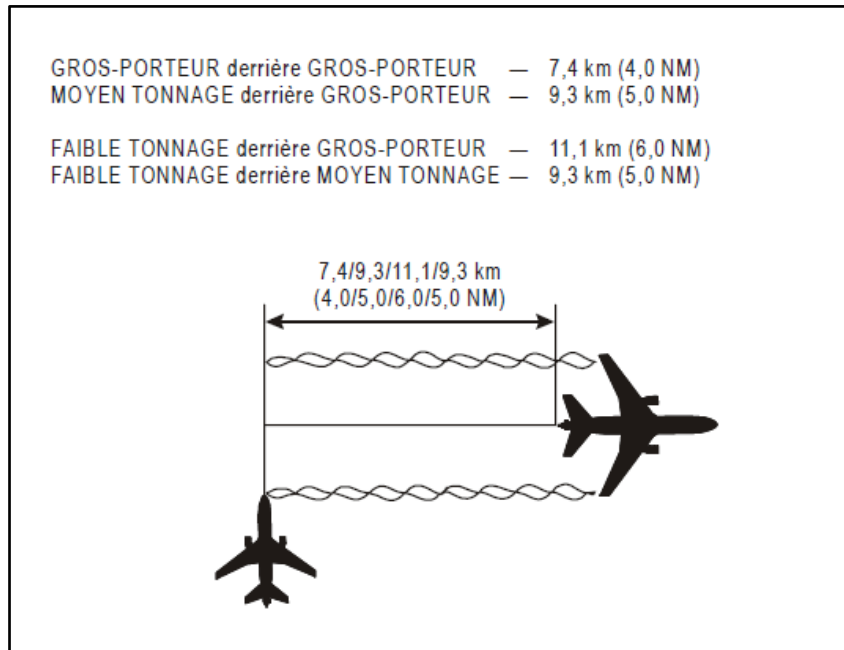 GROS-PORTEUR derrière GROS-PORTEUR — 7,4 km (4,0 NM)
MOYEN TONNAGE derrière GROS-PORTEUR — 9,3 km (5,0 NM)
FAIBLE TONNAGE derrière GROS-PORTEUR — 11,1 km (6,0 NM)
FAIBLE TONNAGE derrière MOYEN TONNAGE — 9,3 km (5,0 NM)
7,4/9,3/11,1/9,3 km
(4,0/5,0/6,0/5,0 NM)